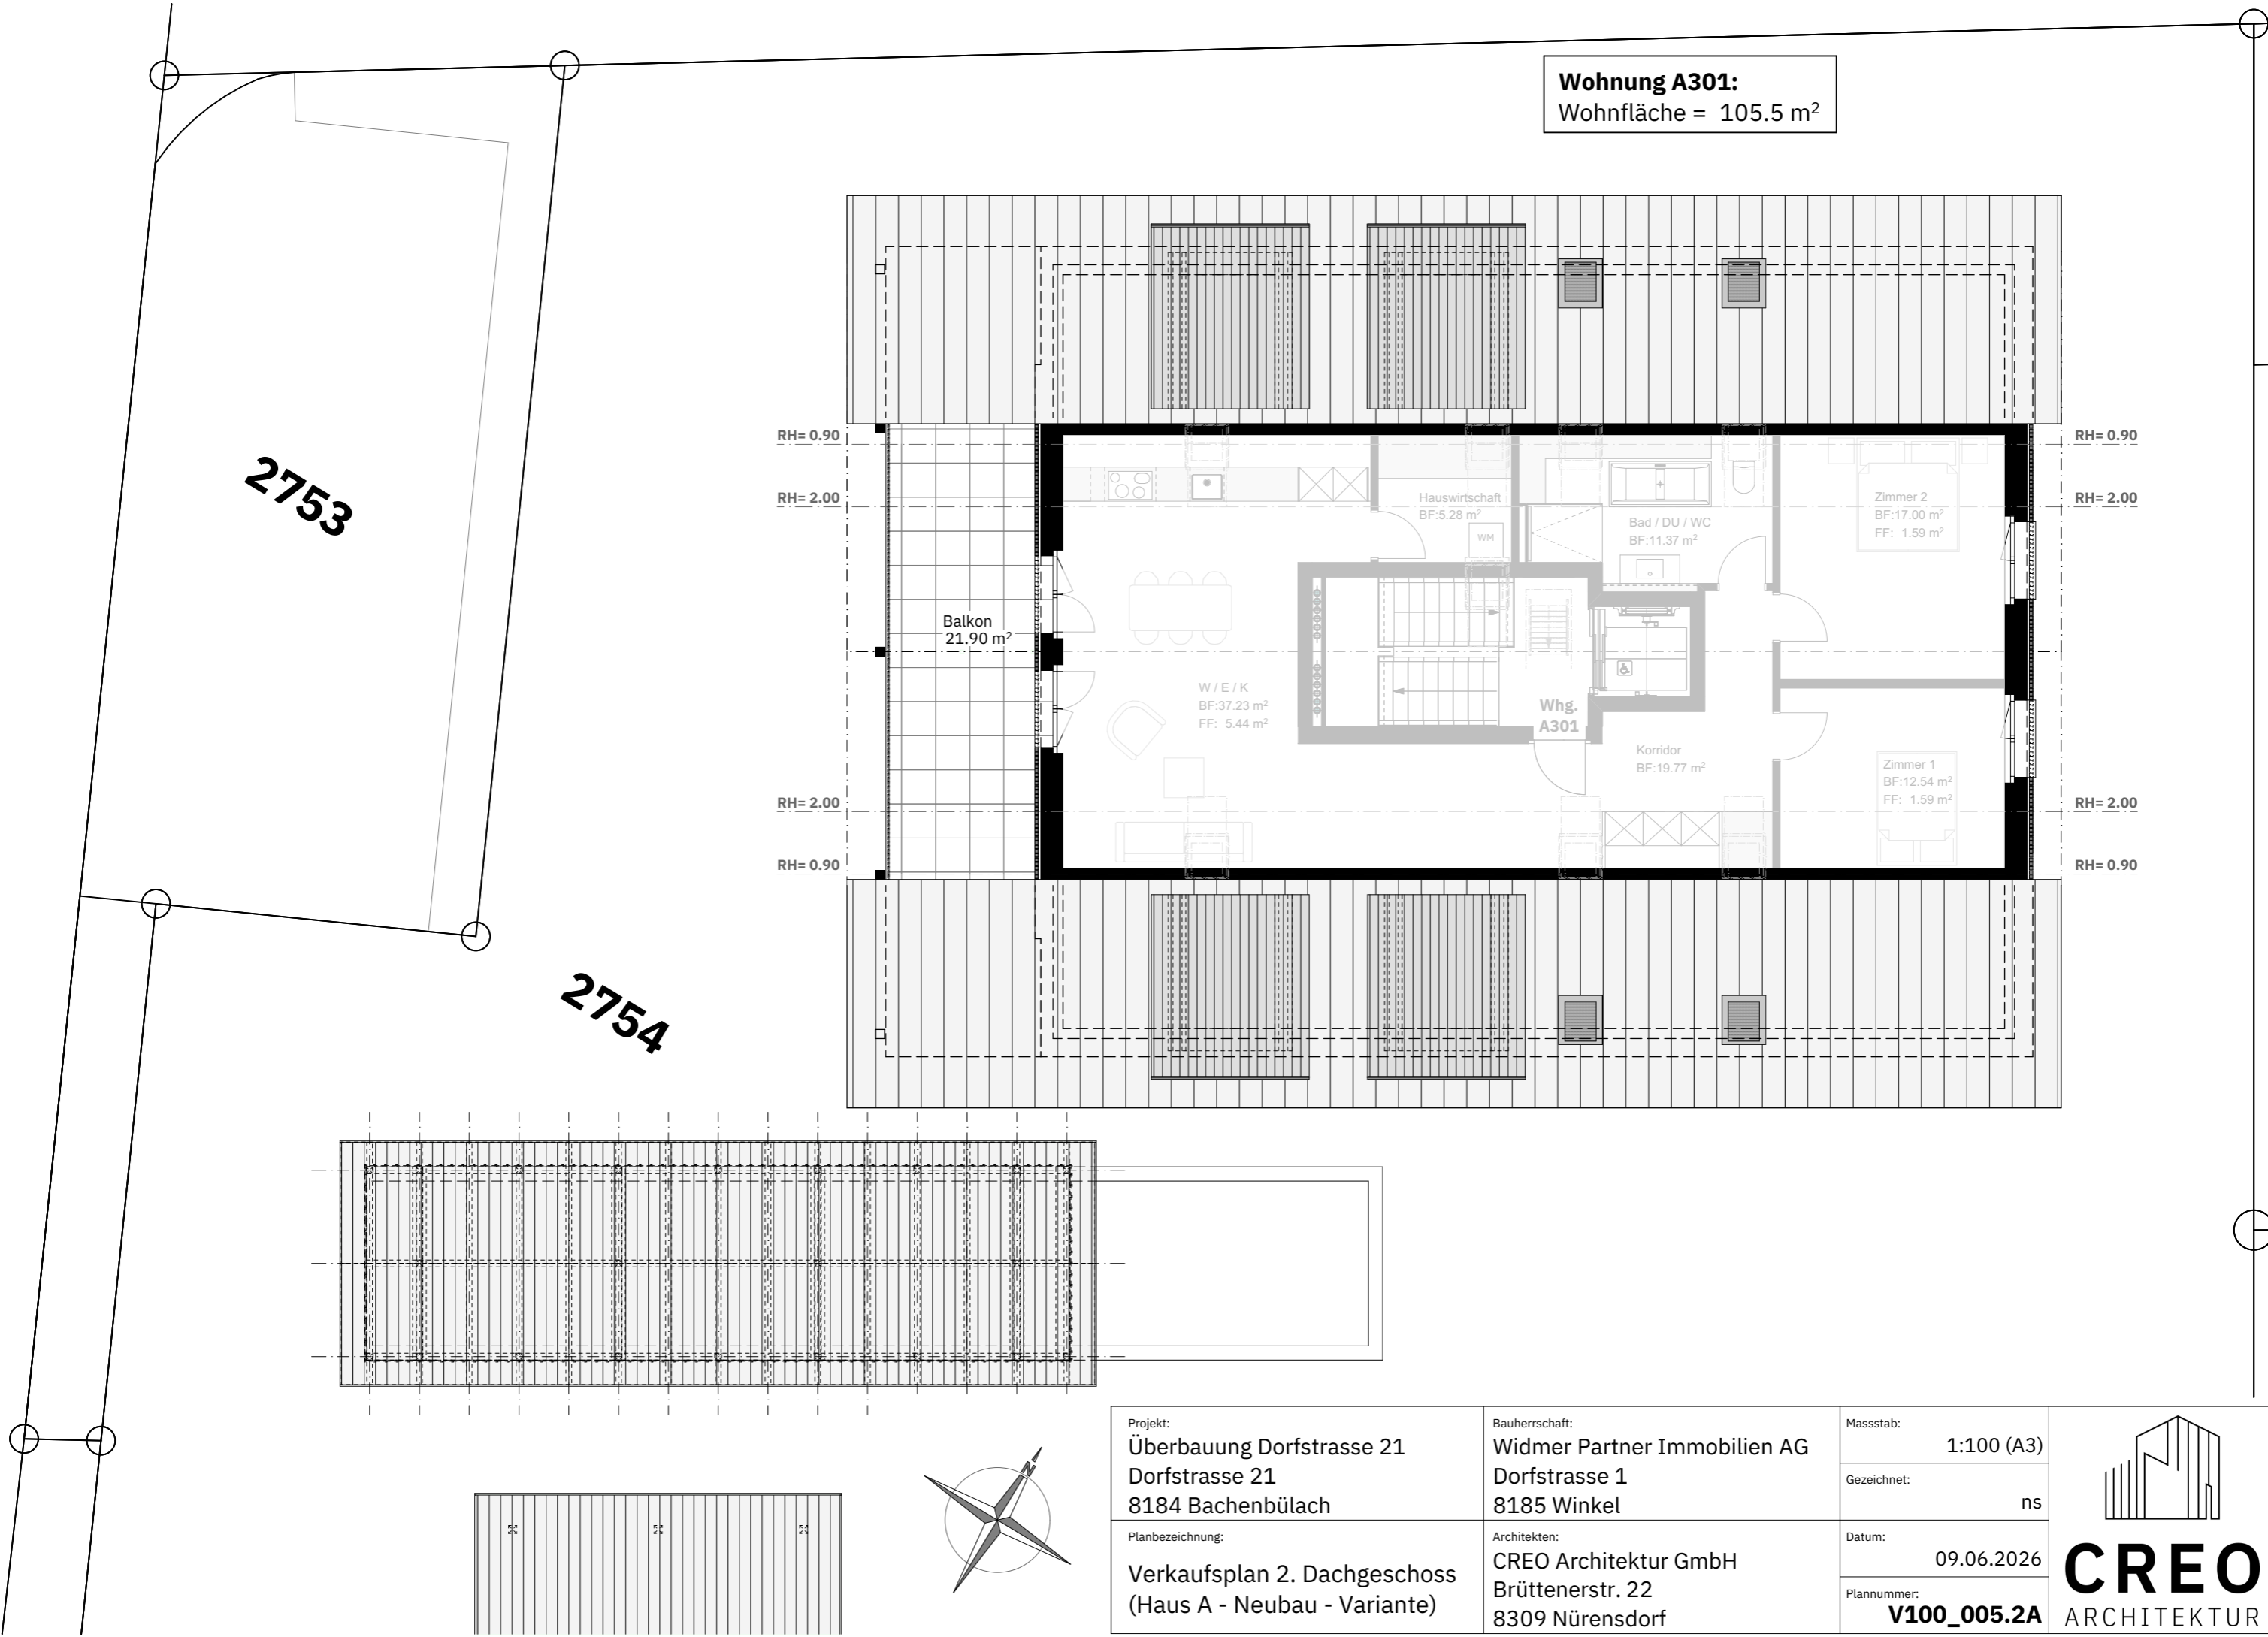 Wohnung A301:
Wohnfläche = 105.5 m²
RH= 0.90
RH= 0.90
RH= 2.00
RH= 2.00
2753
Hauswirtschaft
BF:5.28 m²
WM
Bad / DU / WC
BF:11.37 m²
Zimmer 2
BF:17.00 m²
FF: 1.59 m²
Balkon
21.90 m²
W / E / K
BF:37.23 m²
FF: 5.44 m²
Whg.
A301
Korridor
BF:19.77 m²
Zimmer 1
BF:12.54 m²
FF: 1.59 m²
RH= 2.00
RH= 2.00
RH= 0.90
RH= 0.90
2754
N
Projekt:
Überbauung Dorfstrasse 21
Dorfstrasse 21
8184 Bachenbülach
Bauherrschaft:
Widmer Partner Immobilien AG
Dorfstrasse 1
8185 Winkel
Massstab:
1:100 (A3)
Gezeichnet:
ns
Planbezeichnung:
Verkaufsplan 2. Dachgeschoss
(Haus A - Neubau - Variante)
Architekten:
CREO Architektur GmbH
Brüttenerstr. 22
8309 Nürensdorf
Datum:
09.06.2026
Plannummer:
V100_005.2A
CREO
ARCHITEKTUR